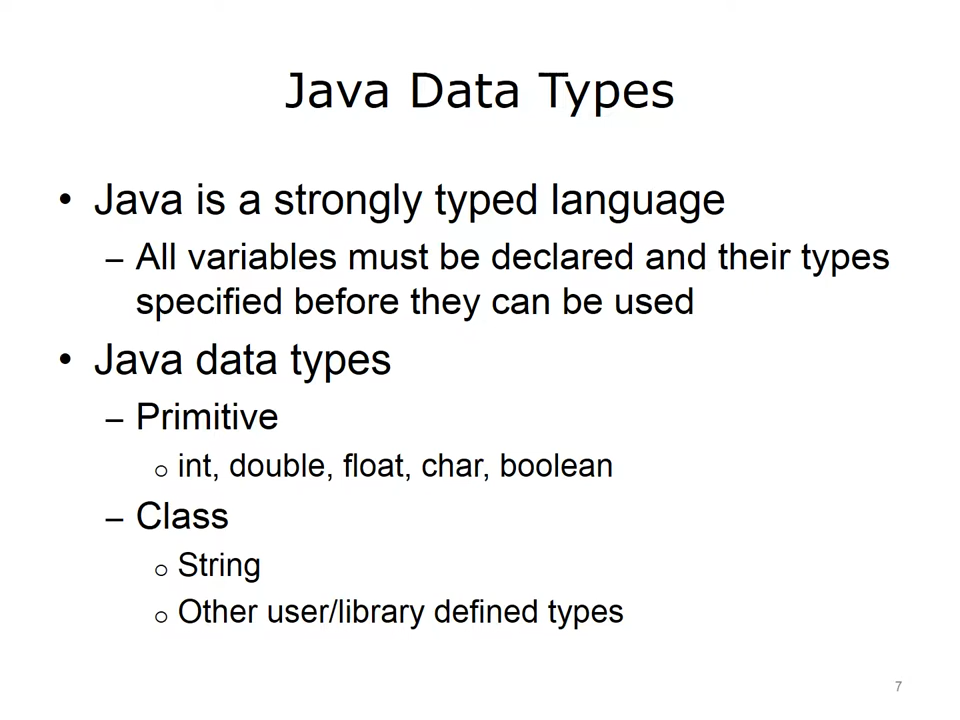 Java Data Types
• Java is a strongly typed language
– All variables must be declared and their types
specified before they can be used
• Java data types
– Primitive
o int, double, float, char, boolean
– Class
o String
o Other user/library defined types
7